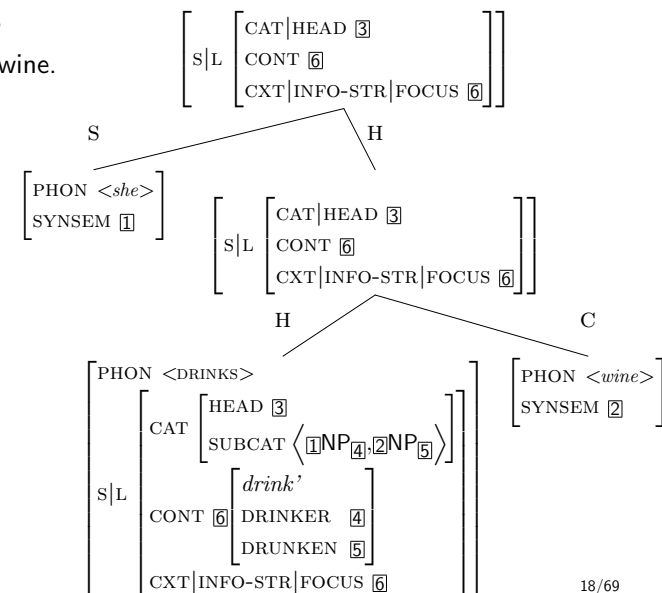 CAT|HEAD 3
wine.
S|L
CONT 6
CXT|INFO-STR|FOCUS 6
S
H
PHON <she>
SYNSEM 1
CAT|HEAD 3
S|L
CONT 6
CXT|INFO-STR|FOCUS 6
H
C
PHON <DRINKS>
PHON <wine>
SYNSEM 2
HEAD 3
CAT
SUBCAT ⟨1NP4,2NP5⟩
S|L
drink'
CONT 6
DRINKER 4
DRUNKEN 5
CXT|INFO-STR|FOCUS 6
18/69